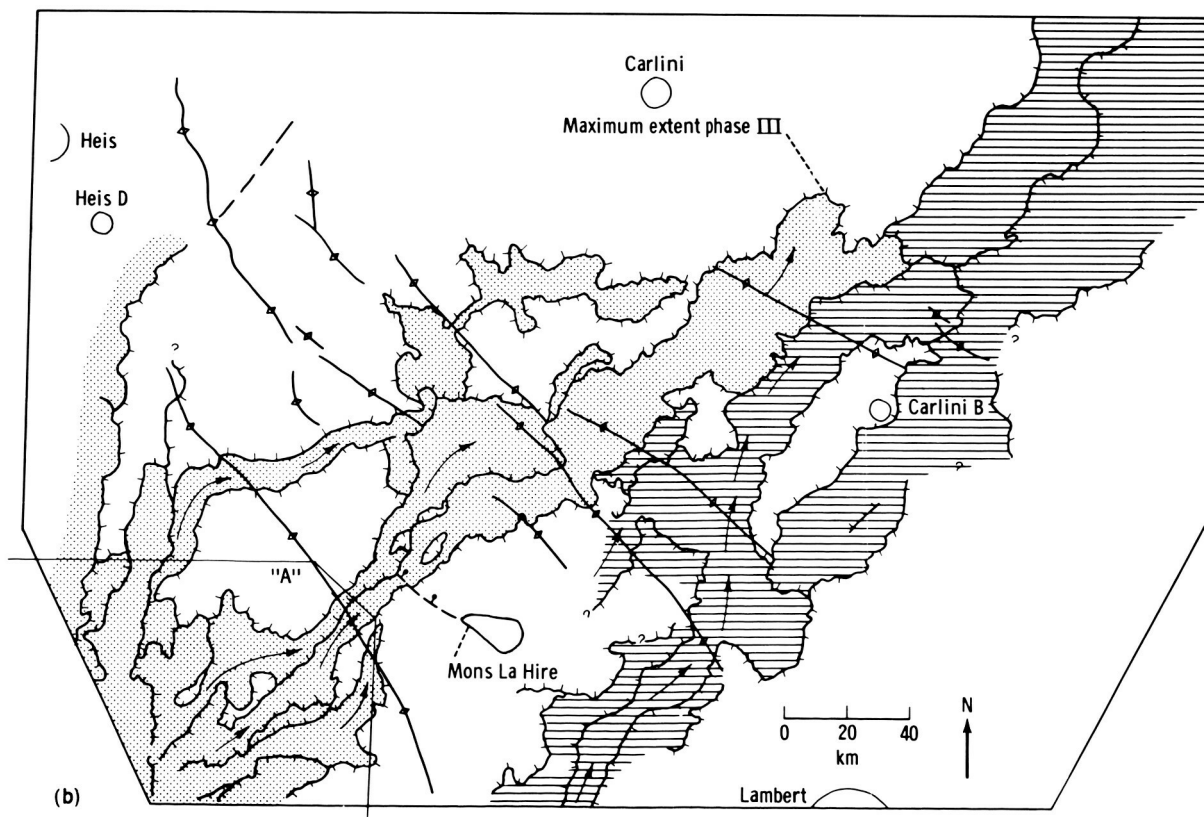 Carlini
Maximum extent phase III
Heis
Heis D
?
Carlini B
?
?
"A"
?
?
Mons La Hire
N
0 20 40
km
(b)
Lambert